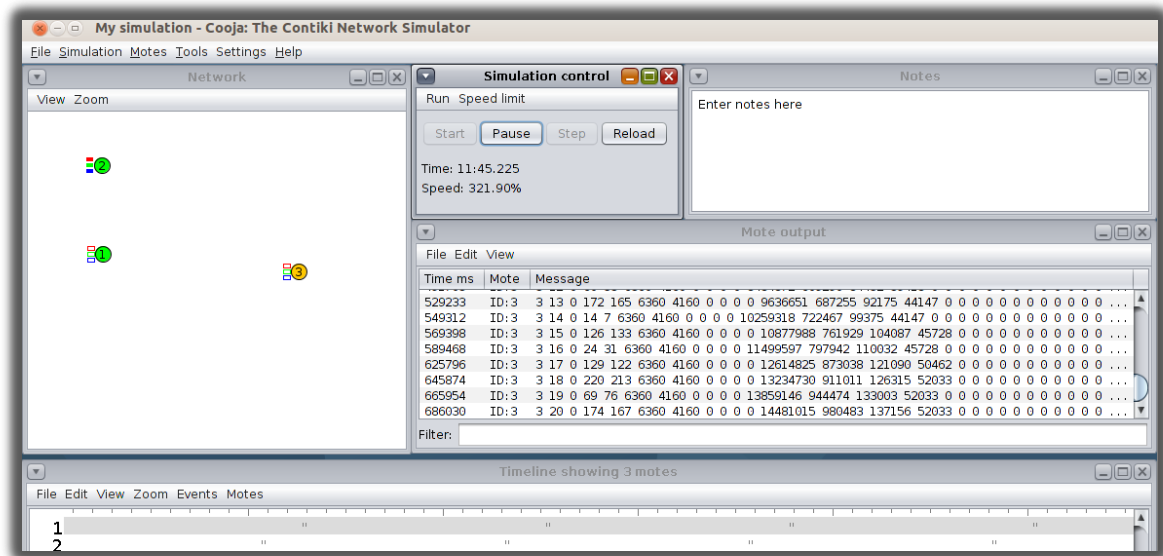 My simulation - Cooja: The Contiki Network Simulator
File Simulation Motes Tools Settings Help
Network
View Zoom
2
1
3
Simulation control
Run Speed limit
Start Pause Step Reload
Time: 11:45.225
Speed: 321.90%
Notes
Enter notes here
Mote output
File Edit View
Time ms Mote Message
529233 ID:3 3 13 0 172 165 6360 4160 0 0 0 0 9636651 687255 92175 44147 0 0 0 0 0 0 0 0 0 0 0 ...
549312 ID:3 3 14 0 14 7 6360 4160 0 0 0 0 10259318 722467 99375 44147 0 0 0 0 0 0 0 0 0 0 0 ...
569398 ID:3 3 15 0 126 133 6360 4160 0 0 0 0 10877988 761929 104087 45728 0 0 0 0 0 0 0 0 0 0 ...
589468 ID:3 3 16 0 24 31 6360 4160 0 0 0 0 11499597 797942 110032 45728 0 0 0 0 0 0 0 0 0 0 ...
625796 ID:3 3 17 0 129 122 6360 4160 0 0 0 0 12614825 873038 121090 50462 0 0 0 0 0 0 0 0 0 0 ...
645874 ID:3 3 18 0 220 213 6360 4160 0 0 0 0 13234730 911011 126315 52033 0 0 0 0 0 0 0 0 0 0 ...
665954 ID:3 3 19 0 69 76 6360 4160 0 0 0 0 13859146 944474 133003 52033 0 0 0 0 0 0 0 0 0 0 ...
686030 ID:3 3 20 0 174 167 6360 4160 0 0 0 0 14481015 980483 137156 52033 0 0 0 0 0 0 0 0 0 0 ...
Filter:
Timeline showing 3 motes
File Edit View Zoom Events Motes
1
2